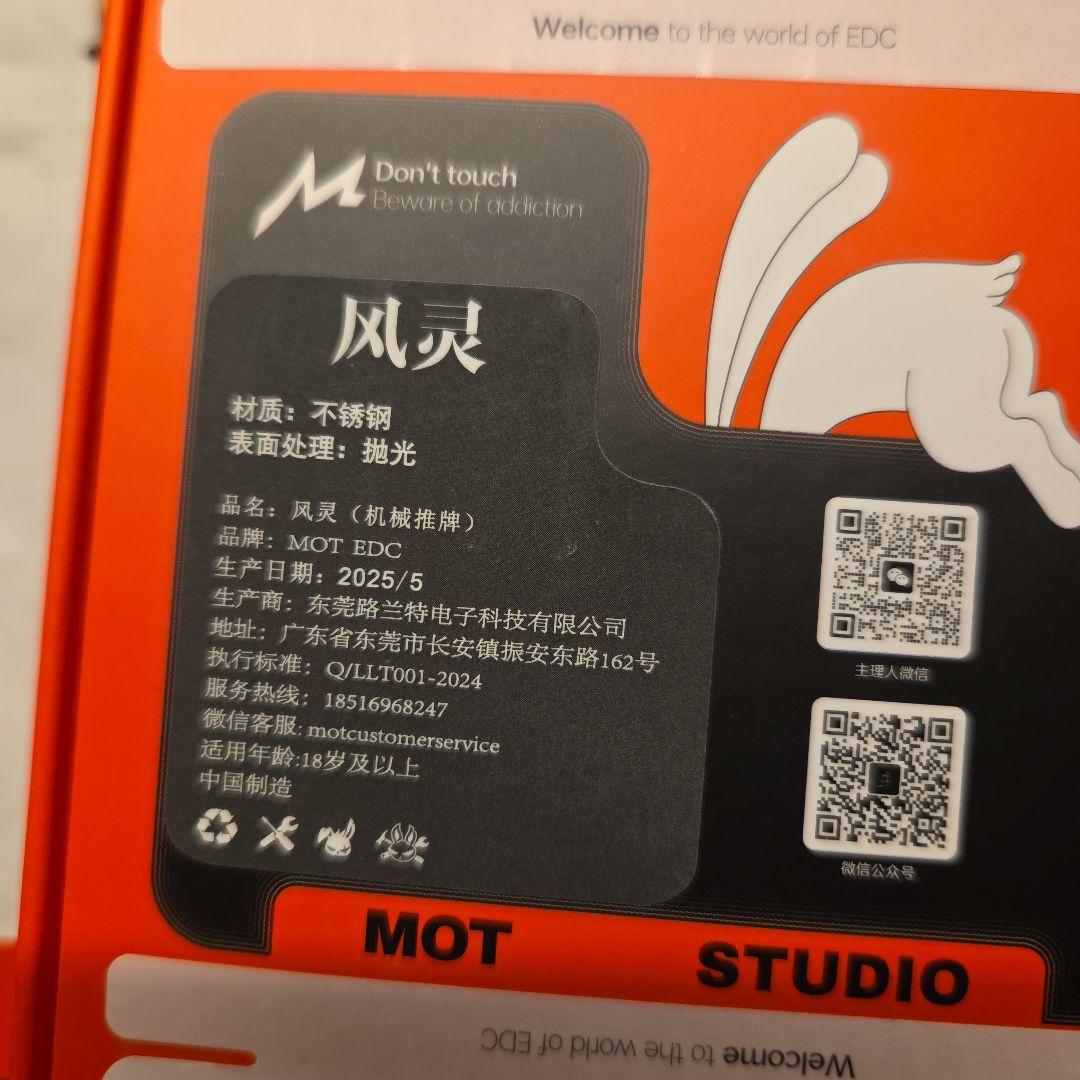 Welcome to the world of EDC
Don't touch
Beware of addiction
风灵
材质：不锈钢
表面处理：抛光
品名：风灵（机械推牌）
品牌：MOT EDC
生产日期：2025/5
生产商：东莞路兰特电子科技有限公司
地址：广东省东莞市长安镇振安东路162号
执行标准：Q/LLT001-2024
服务热线：18516968247
微信客服:motcustomerservice
适用年龄:18岁及以上
中国制造
主理人微信
微信公众号
MOT STUDIO
Welcome to the world of EDC